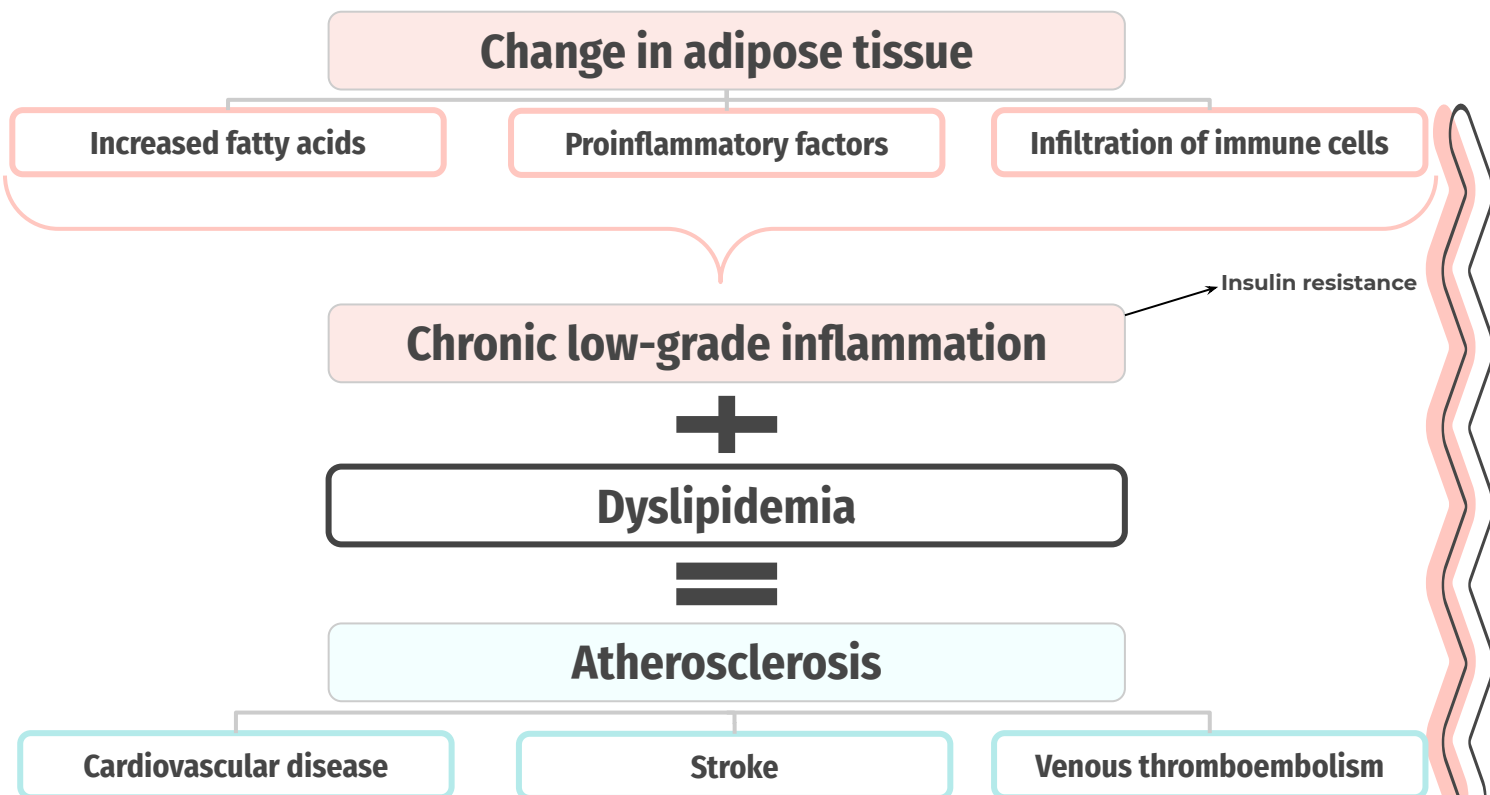 Change in adipose tissue
Increased fatty acids
Proinflammatory factors
Infiltration of immune cells
Insulin resistance
Chronic low-grade inflammation
+
Dyslipidemia
=
Atherosclerosis
Cardiovascular disease
Stroke
Venous thromboembolism